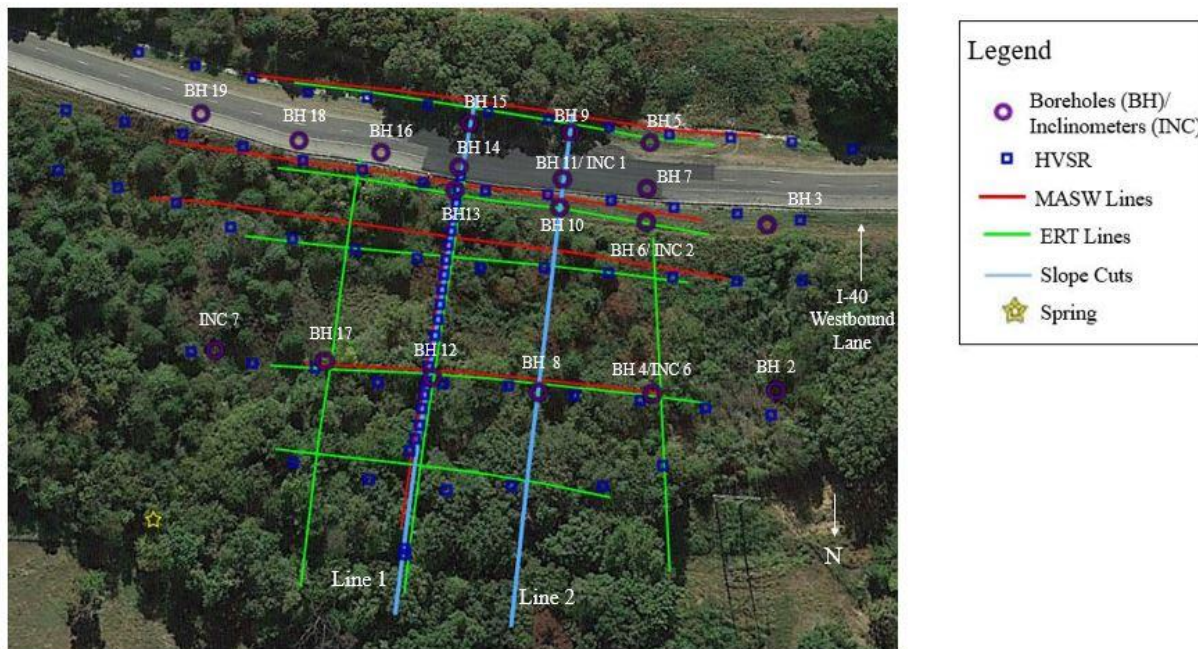 BH 19
BH 18
BH 16
BH 15
BH 14
BH 9
BH 5
BH 11/ INC 1
BH 7
BH 3
BH13
BH 10
BH 6/ INC 2
I-40
Westbound
Lane
INC 7
BH 17
BH 12
BH 8
BH 4/INC 6
BH 2
Line 1
Line 2
N
Legend
Boreholes (BH)/
Inclinometers (INC)
HVSR
MASW Lines
ERT Lines
Slope Cuts
Spring